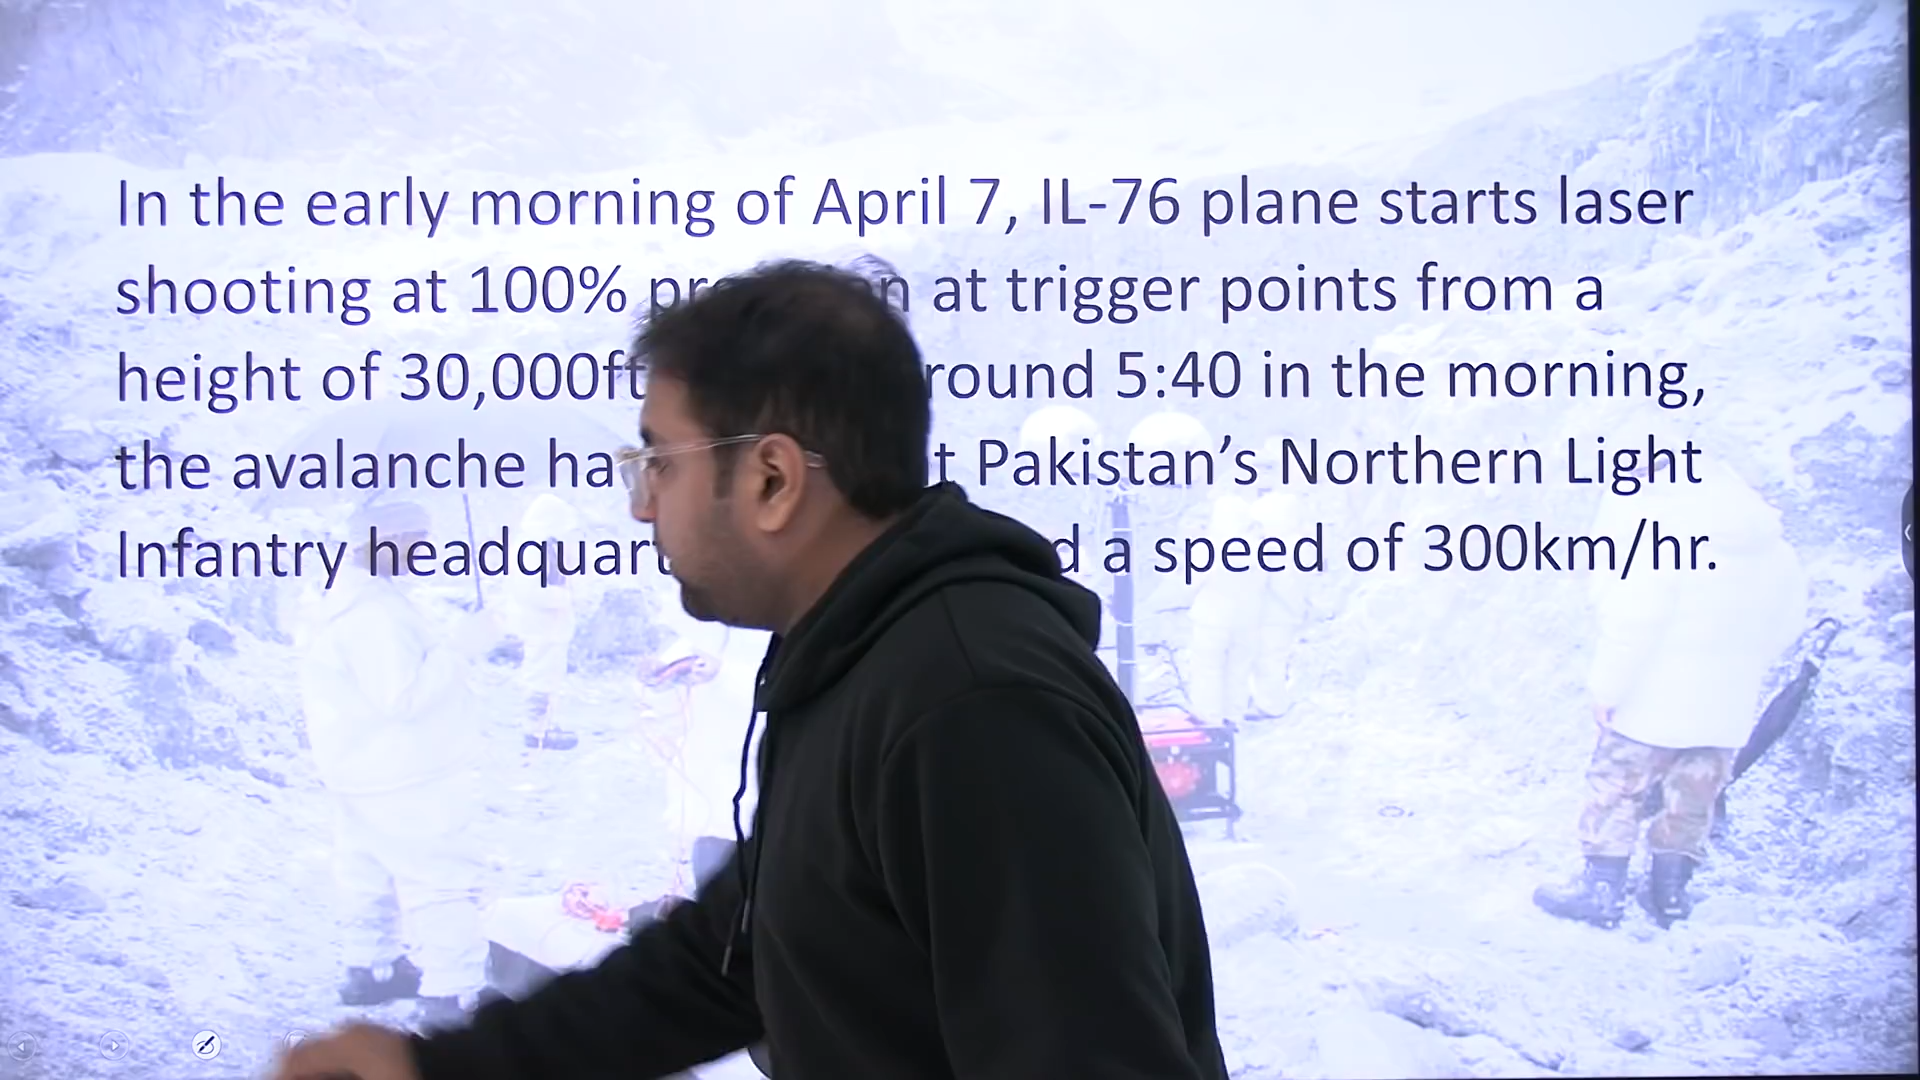 In the early morning of April 7, IL-76 plane starts laser
shooting at 100% at trigger points from a
height of 30,000ft 5:40 in the morning,
the avalanche Pakistan’s Northern Light
Infantry a speed of 300km/hr.